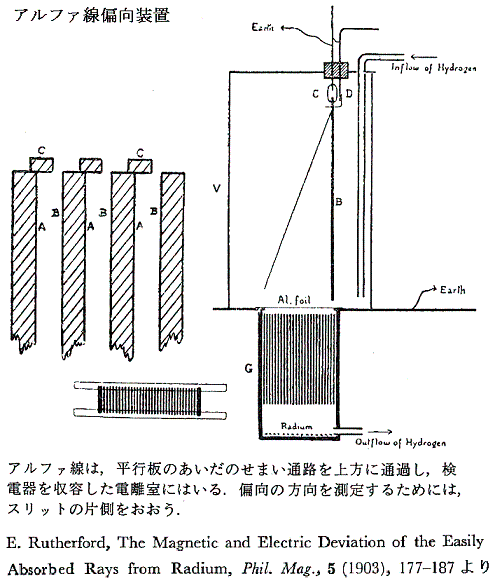 アルファ線偏向装置
Earth
Inflow of Hydrogen
C D
C C
V
B
A B B A B
Al. foil
Earth
G
Radium
Outflow of Hydrogen
アルファ線は，平行板のあいだのせまい通路を上方に通過し，検
電器を収容した電離室にはいる．偏向の方向を測定するためには，
スリットの片側をおおう．
E. Rutherford, The Magnetic and Electric Deviation of the Easily
Absorbed Rays from Radium, Phil. Mag., 5 (1903), 177–187 より